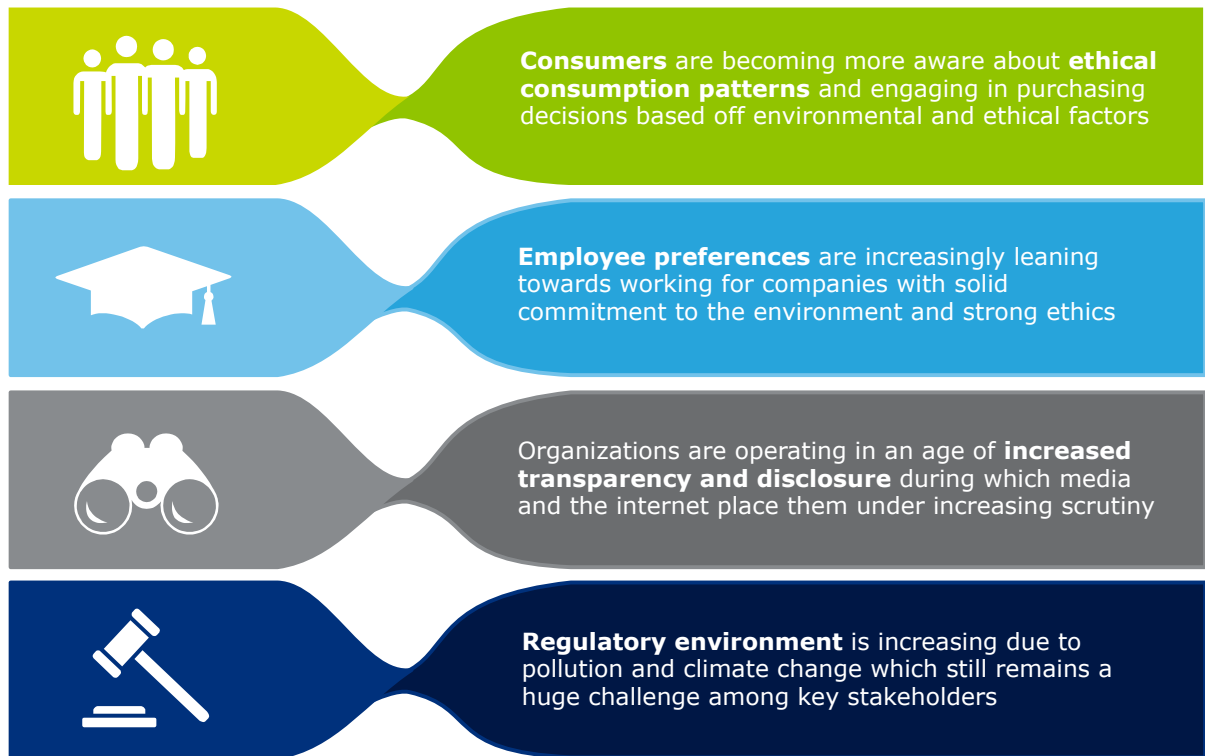 Consumers are becoming more aware about ethical
consumption patterns and engaging in purchasing
decisions based off environmental and ethical factors
Employee preferences are increasingly leaning
towards working for companies with solid
commitment to the environment and strong ethics
Organizations are operating in an age of increased
transparency and disclosure during which media
and the internet place them under increasing scrutiny
Regulatory environment is increasing due to
pollution and climate change which still remains a
huge challenge among key stakeholders